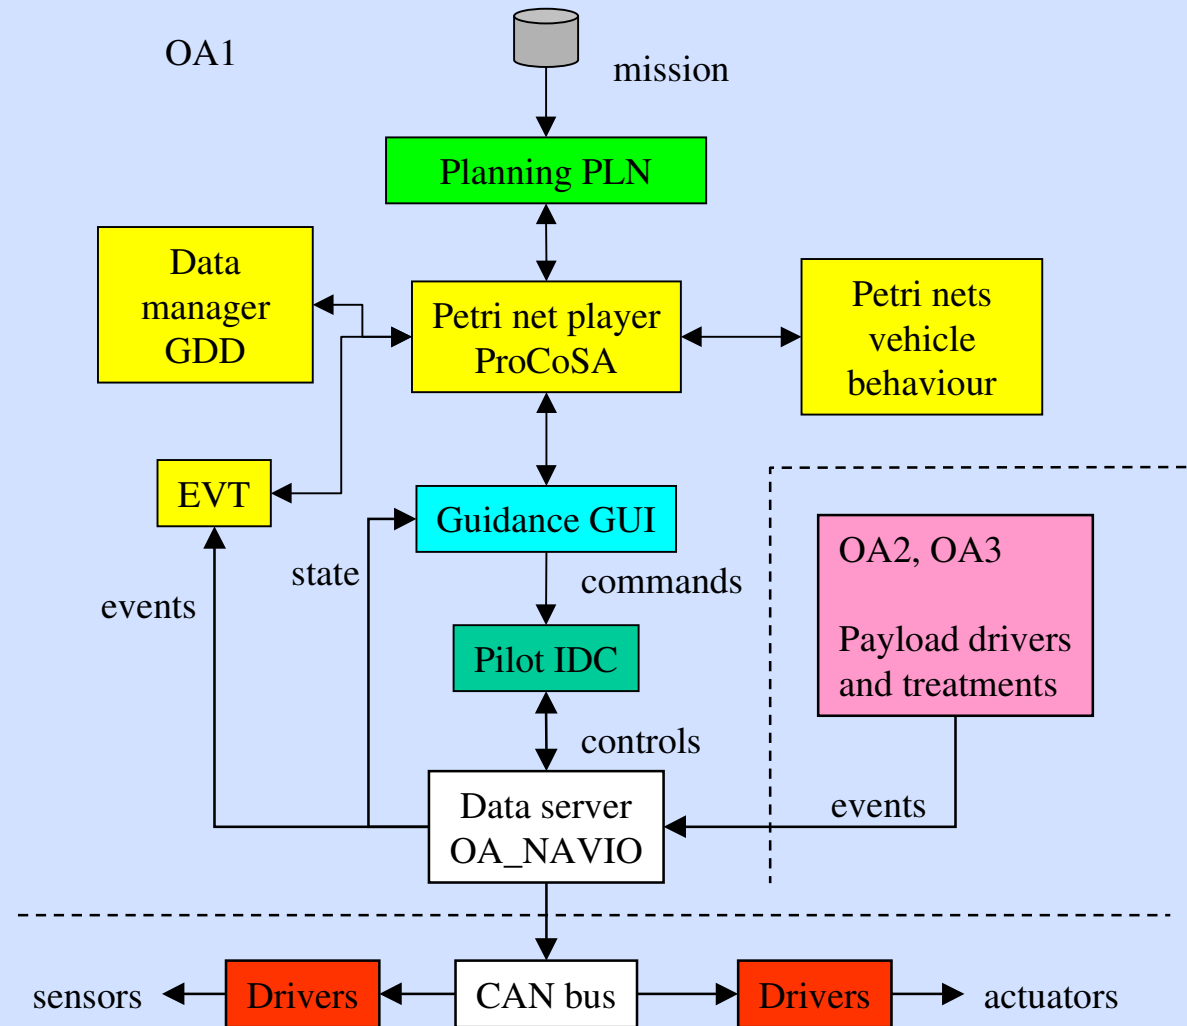 OA1
mission
Planning PLN
Data
manager
GDD
Petri net player
ProCoSA
Petri nets
vehicle
behaviour
EVT
Guidance GUI
state
events
commands
OA2, OA3
Payload drivers
and treatments
Pilot IDC
controls
Data server
OA_NAVIO
events
sensors
Drivers
CAN bus
Drivers
actuators